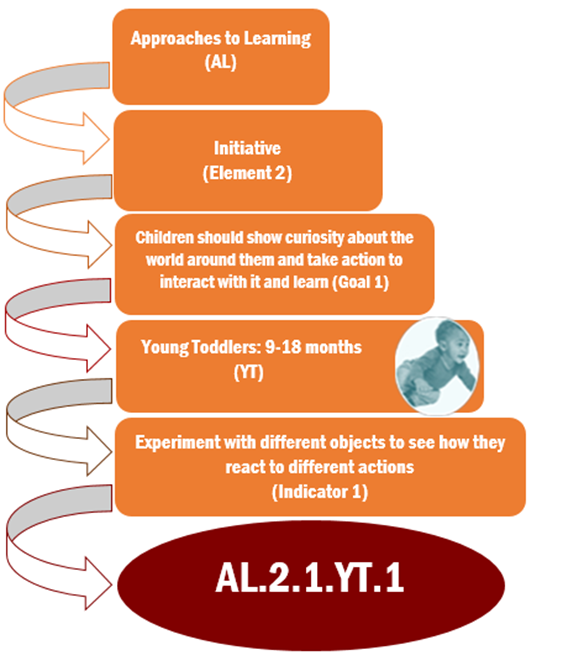 Approaches to Learning
(AL)
Initiative
(Element 2)
Children should show curiosity about the
world around them and take action to
interact with it and learn (Goal 1)
Young Toddlers: 9-18 months
(YT)
Experiment with different objects to see how they
react to different actions
(Indicator 1)
AL.2.1.YT.1